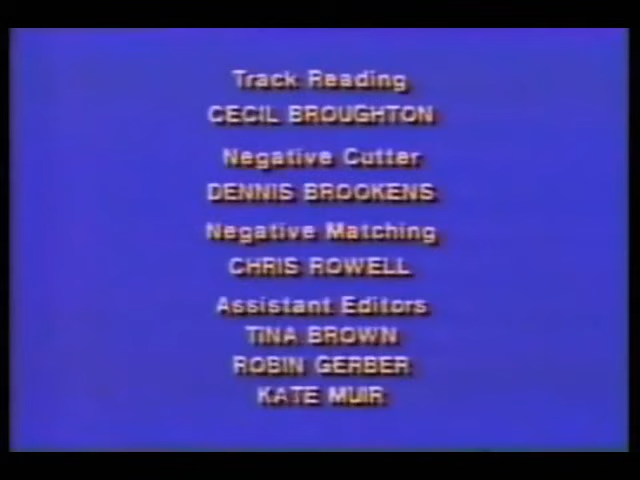 Track Reading
CECIL BROUGHTON
Negative Cutter
DENNIS BROOKENS
Negative Matching
CHRIS ROWELL
Assistant Editors
TINA BROWN
ROBIN GERBER
KATE MUIR